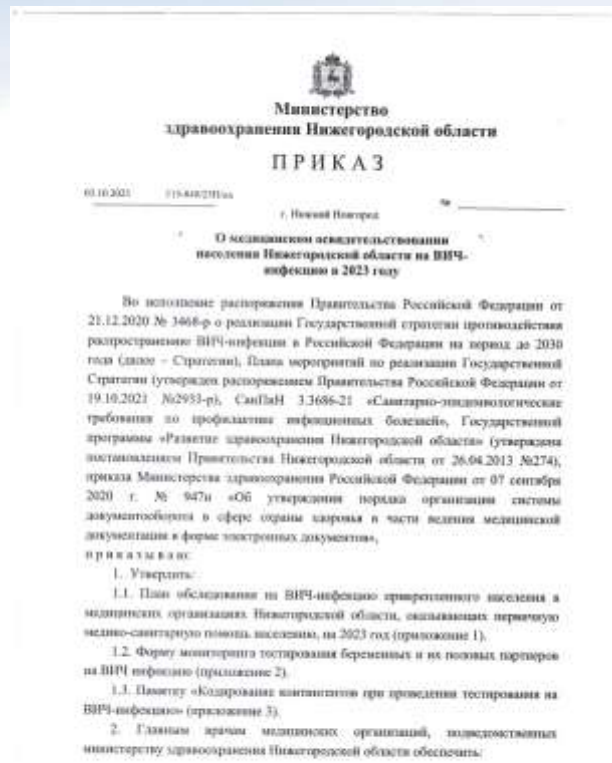 Министерство
здравоохранения Нижегородской области
ПРИКАЗ
№
г. Нижний Новгород
О медицинском освидетельствовании
населения Нижегородской области на ВИЧ-
инфекцию в 2023 году
Во исполнение распоряжения Правительства Российской Федерации от
21.12.2020 № 3468-р о реализации Государственной стратегии противодействия
распространению ВИЧ-инфекции в Российской Федерации на период до 2030
года (далее – Стратегии), Плана мероприятий по реализации Государственной
Стратегии (утвержден распоряжением Правительства Российской Федерации от
19.10.2021 №2933-р), СанПиН 3.3686-21 «Санитарно-эпидемиологические
требования по профилактике инфекционных болезней», Государственной
программы «Развитие здравоохранения Нижегородской области» (утверждена
постановлением Правительства Нижегородской области от 26.04.2013 №274),
приказа Министерства здравоохранения Российской Федерации от 07 сентября
2020 г. № 947н «Об утверждении порядка организации системы
документооборота в сфере охраны здоровья в части ведения медицинской
документации в форме электронных документов»,
п р и к а з ы в а ю:
1. Утвердить:
1.1. План обследования на ВИЧ-инфекцию прикрепленного населения в
медицинских организациях Нижегородской области, оказывающих первичную
медико-санитарную помощь населению, на 2023 год (приложение 1).
1.2. Форму мониторинга тестирования беременных и их половых партнеров
на ВИЧ инфекцию (приложение 2).
1.3. Памятку «Кодирование контингентов при проведении тестирования на
ВИЧ-инфекцию» (приложение 3).
2. Главным врачам медицинских организаций, подведомственных
министерству здравоохранения Нижегородской области обеспечить: